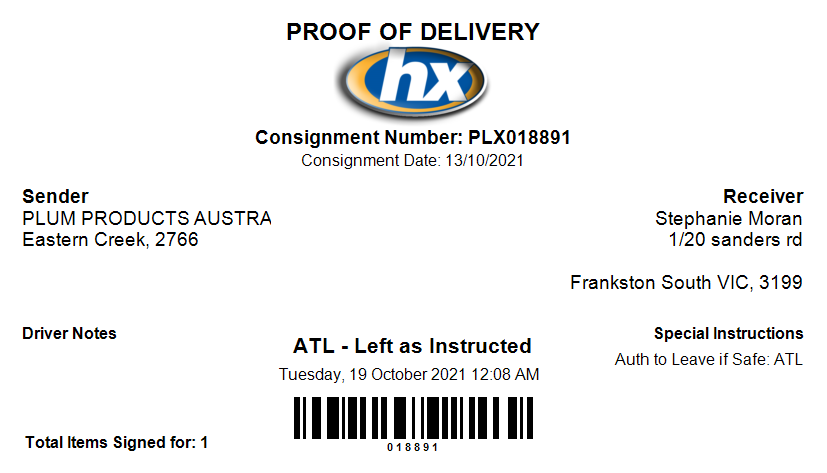 PROOF OF DELIVERY
hx
Consignment Number: PLX018891
Consignment Date: 13/10/2021
Sender
PLUM PRODUCTS AUSTRA
Eastern Creek, 2766
Receiver
Stephanie Moran
1/20 sanders rd
Frankston South VIC, 3199
Driver Notes
ATL - Left as Instructed
Tuesday, 19 October 2021 12:08 AM
Special Instructions
Auth to Leave if Safe: ATL
018891
Total Items Signed for: 1